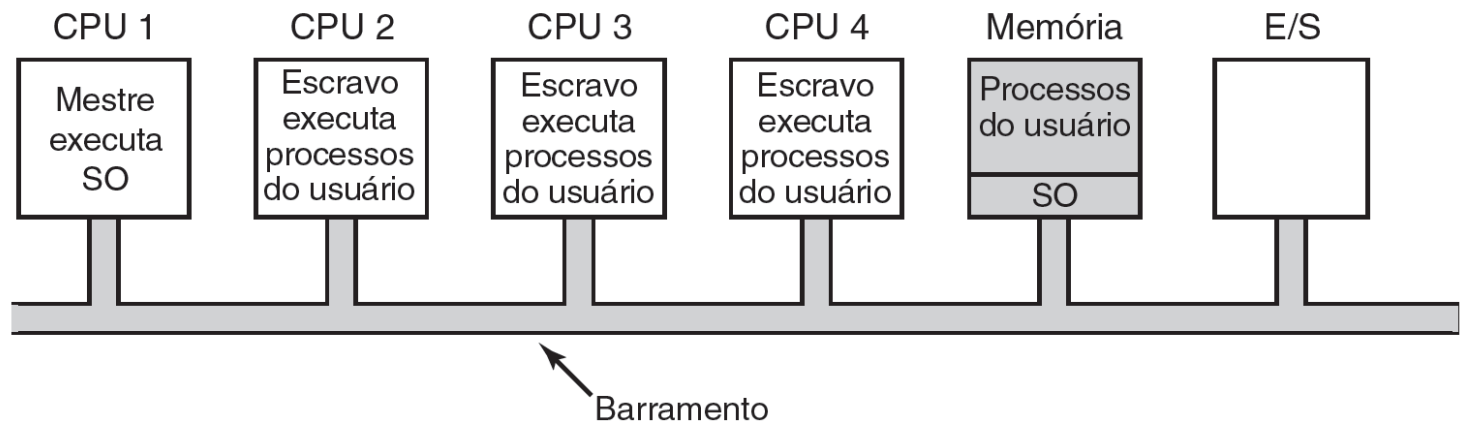 CPU 1
CPU 2
CPU 3
CPU 4
Memória
E/S
Mestre
executa
SO
Escravo
executa
processos
do usuário
Escravo
executa
processos
do usuário
Escravo
executa
processos
do usuário
Processos
do usuário
SO
Barramento